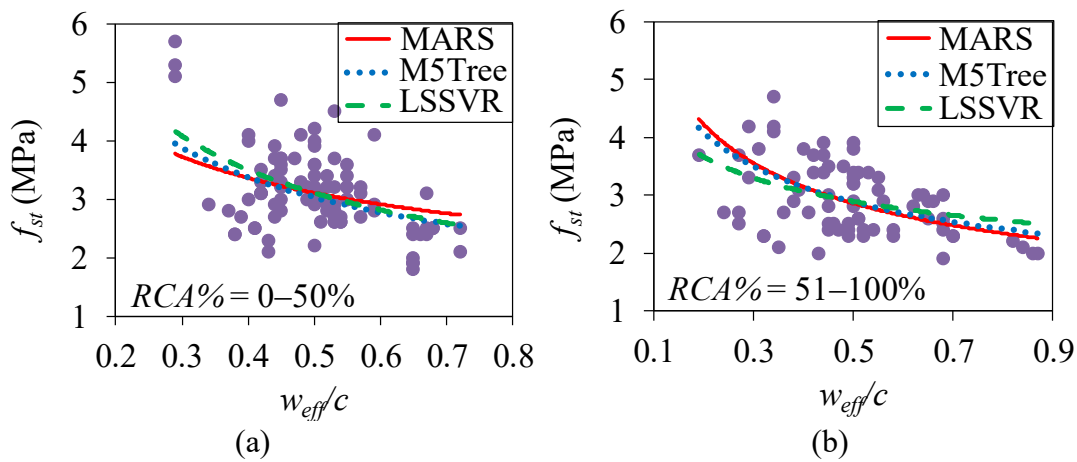 6
5
4
3
2
1
f_st (MPa)
MARS
M5Tree
LSSVR
RCA% = 0–50%
0.2 0.3 0.4 0.5 0.6 0.7 0.8
w_eff/c
(a)
6
5
4
3
2
1
f_st (MPa)
MARS
M5Tree
LSSVR
RCA% = 51–100%
0.1 0.3 0.5 0.7 0.9
w_eff/c
(b)